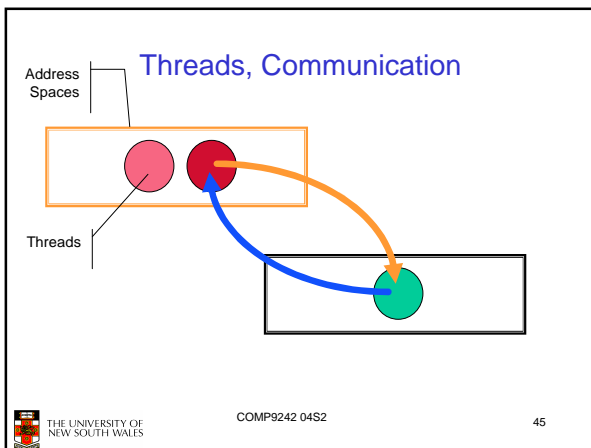 Threads, Communication
Address
Spaces
Threads
THE UNIVERSITY OF
NEW SOUTH WALES
COMP9242 04S2
45